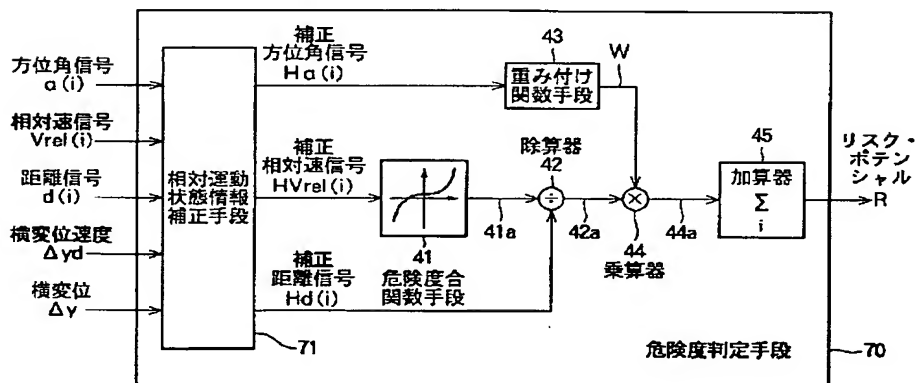 方位角信号
a(i)
相対速信号
Vrel(i)
距離信号
d(i)
横変位速度
Δyd
横変位
Δy
相対運動
状態情報
補正手段
71
補正
方位角信号
Ha(i)
補正
相対速信号
HVrel(i)
補正
距離信号
Hd(i)
41
危険度合
関数手段
41a
43
重み付け
関数手段
W
除算器
42
÷
42a
×
44
乗算器
44a
45
加算器
Σ
i
リスク・
ポテン
シャル
R
危険度判定手段
70